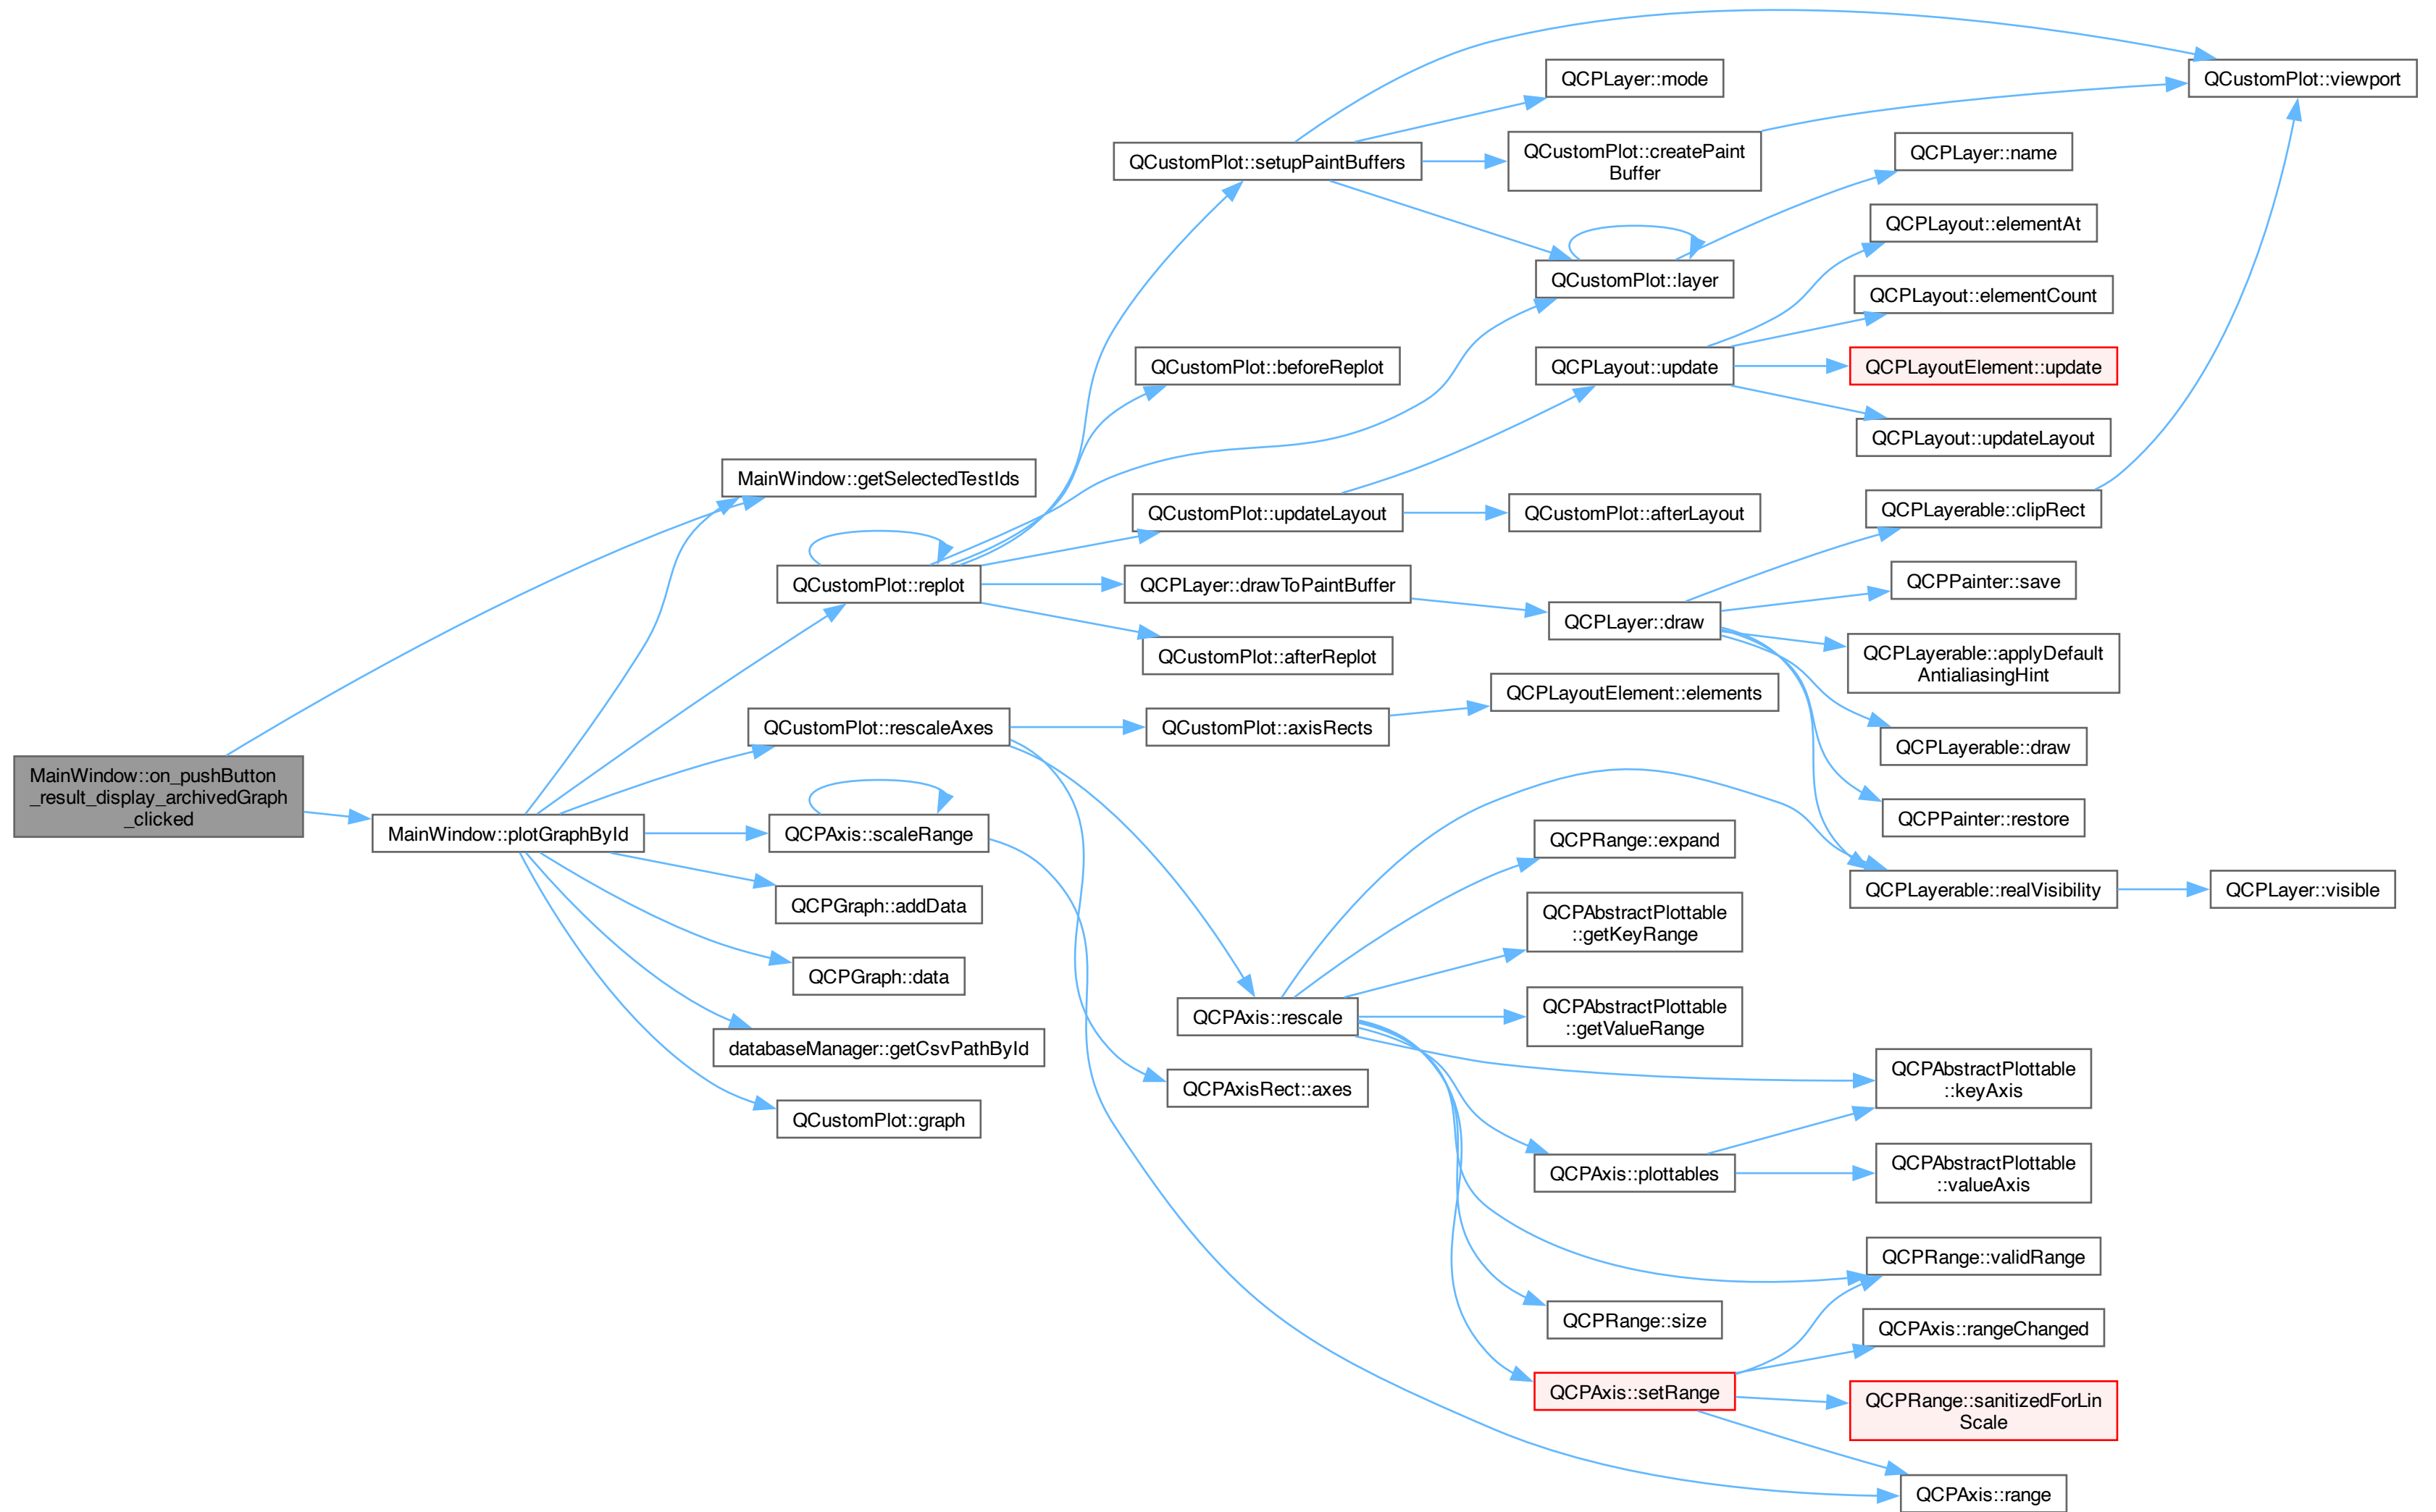 MainWindow::on_pushButton
_result_display_archivedGraph
_clicked
MainWindow::plotGraphById
MainWindow::getSelectedTestIds
QCustomPlot::replot
QCustomPlot::rescaleAxes
QCPAxis::scaleRange
QCPGraph::addData
QCPGraph::data
databaseManager::getCsvPathById
QCustomPlot::graph
QCustomPlot::setupPaintBuffers
QCustomPlot::beforeReplot
QCustomPlot::updateLayout
QCPLayer::drawToPaintBuffer
QCustomPlot::afterReplot
QCustomPlot::axisRects
QCPAxis::rescale
QCPAxisRect::axes
QCPLayer::mode
QCustomPlot::createPaint
Buffer
QCustomPlot::layer
QCPLayout::update
QCustomPlot::afterLayout
QCPLayer::draw
QCPLayoutElement::elements
QCPRange::expand
QCPAbstractPlottable
::getKeyRange
QCPAbstractPlottable
::getValueRange
QCPAxis::plottables
QCPRange::size
QCPAxis::setRange
QCPLayer::name
QCPLayout::elementAt
QCPLayout::elementCount
QCPLayoutElement::update
QCPLayout::updateLayout
QCPLayerable::clipRect
QCPPainter::save
QCPLayerable::applyDefault
AntialiasingHint
QCPLayerable::draw
QCPPainter::restore
QCPLayerable::realVisibility
QCPAbstractPlottable
::keyAxis
QCPAbstractPlottable
::valueAxis
QCPRange::validRange
QCPAxis::rangeChanged
QCPRange::sanitizedForLin
Scale
QCPAxis::range
QCustomPlot::viewport
QCPLayer::visible